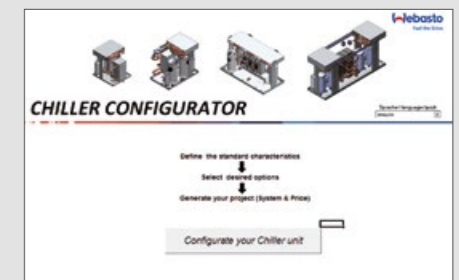 Webasto
Feel the Drive
CHILLER CONFIGURATOR
Define the standard characteristics
Select desired options
Generate your project (System & Price)
Configurate your Chiller unit